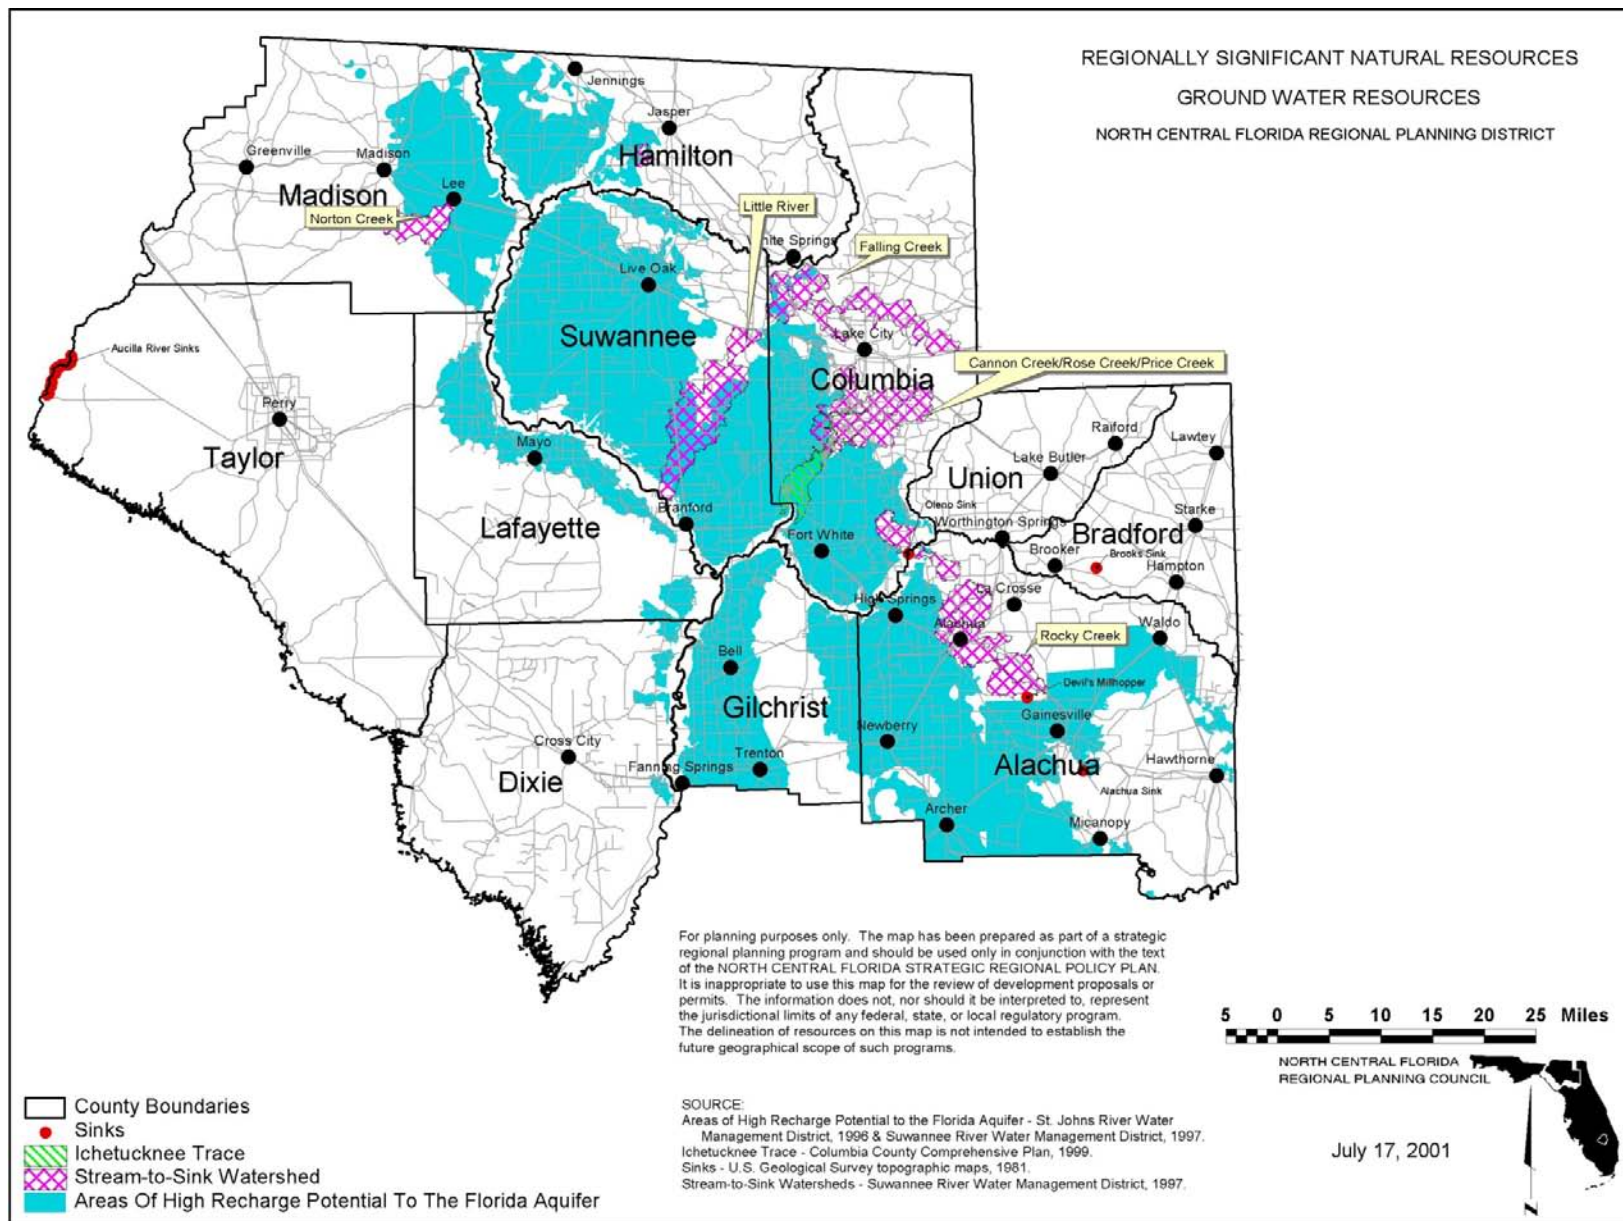 REGIONALLY SIGNIFICANT NATURAL RESOURCES
GROUND WATER RESOURCES
NORTH CENTRAL FLORIDA REGIONAL PLANNING DISTRICT
Jennings
Jasper
Hamilton
Greenville
Madison
Madison
Lee
Norton Creek
Little River
hite Springs
Falling Creek
Live Oak
Suwannee
Lake City
Columbia
Cannon Creek/Rose Creek/Price Creek
Aucilla River Sinks
Perry
Taylor
Mayo
Lafayette
Branford
Fort White
Raiford
Lawtey
Lake Butler
Union
Oleno Sink
Worthington Springs
Starke
Bradford
Brooker
Brooks Sink
Hampton
High Springs
La Crosse
Alachua
Waldo
Rocky Creek
Bell
Devil's Millhopper
Gilchrist
Gainesville
Newberry
Cross City
Trenton
Fanning Springs
Dixie
Alachua
Hawthorne
Alachua Sink
Archer
Micanopy
For planning purposes only. The map has been prepared as part of a strategic
regional planning program and should be used only in conjunction with the text
of the NORTH CENTRAL FLORIDA STRATEGIC REGIONAL POLICY PLAN.
It is inappropriate to use this map for the review of development proposals or
permits. The information does not, nor should it be interpreted to, represent
the jurisdictional limits of any federal, state, or local regulatory program.
The delineation of resources on this map is not intended to establish the
future geographical scope of such programs.
5 0 5 10 15 20 25 Miles
NORTH CENTRAL FLORIDA
REGIONAL PLANNING COUNCIL
July 17, 2001
N
County Boundaries
Sinks
Ichetucknee Trace
Stream-to-Sink Watershed
Areas Of High Recharge Potential To The Florida Aquifer
SOURCE:
Areas of High Recharge Potential to the Florida Aquifer - St. Johns River Water
Management District, 1996 & Suwannee River Water Management District, 1997.
Ichetucknee Trace - Columbia County Comprehensive Plan, 1999.
Sinks - U.S. Geological Survey topographic maps, 1981.
Stream-to-Sink Watersheds - Suwannee River Water Management District, 1997.